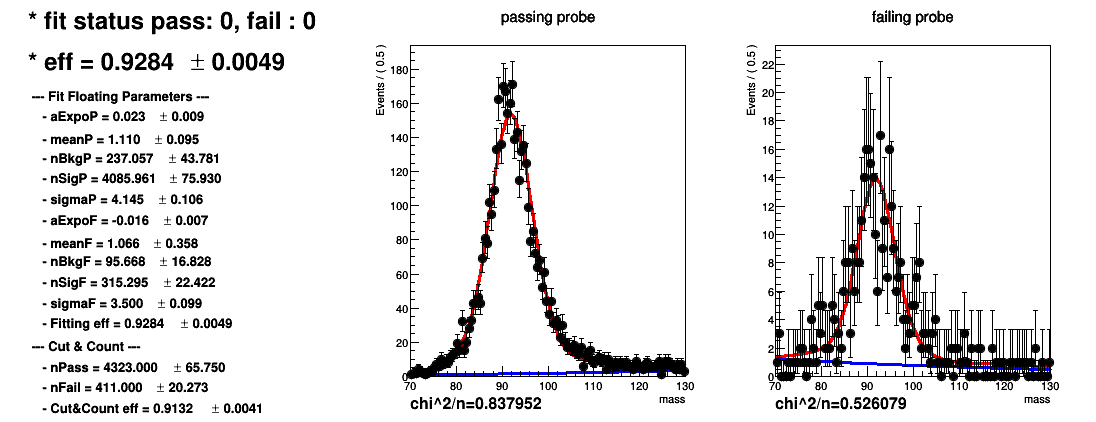 * fit status pass: 0, fail : 0
* eff = 0.9284 ± 0.0049
--- Fit Floating Parameters ---
- aExpoP = 0.023 ± 0.009
- meanP = 1.110 ± 0.095
- nBkgP = 237.057 ± 43.781
- nSigP = 4085.961 ± 75.930
- sigmaP = 4.145 ± 0.106
- aExpoF = -0.016 ± 0.007
- meanF = 1.066 ± 0.358
- nBkgF = 95.668 ± 16.828
- nSigF = 315.295 ± 22.422
- sigmaF = 3.500 ± 0.099
- Fitting eff = 0.9284 ± 0.0049
--- Cut & Count ---
- nPass = 4323.000 ± 65.750
- nFail = 411.000 ± 20.273
- Cut&Count eff = 0.9132 ± 0.0041
passing probe
Events / ( 0.5 )
180
160
140
120
100
80
60
40
20
0
70 80 90 100 110 120 130
mass
chi^2/n=0.837952
failing probe
Events / ( 0.5 )
22
20
18
16
14
12
10
8
6
4
2
0
70 80 90 100 110 120 130
mass
chi^2/n=0.526079